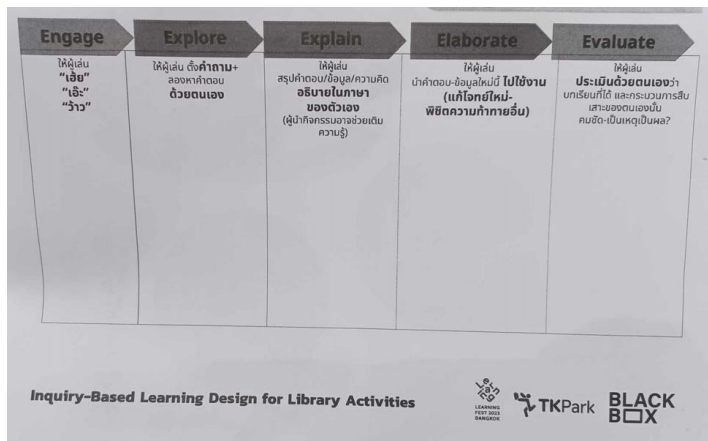 Engage
ให้ผู้เล่น
“เฮ้ย”
“เอ๊ะ”
“ว้าว”
Explore
ให้ผู้เล่น ตั้งคำถาม+
ลองหาคำตอบ
ด้วยตนเอง
Explain
ให้ผู้เล่น
สรุปคำตอบ/ข้อมูล/ความคิด
อธิบายในภาษา
ของตัวเอง
(ผู้นำกิจกรรมอาจช่วยเติม
ความรู้)
Elaborate
ให้ผู้เล่น
นำคำตอบ-ข้อมูลใหม่นี้ ไปใช้งาน
(แก้โจทย์ใหม่-
พิชิตความท้าทายอื่น)
Evaluate
ให้ผู้เล่น
ประเมินด้วยตนเองว่า
บทเรียนที่ได้ และกระบวนการสืบ
เสาะของตนเองนั้น
คมชัด-เป็นเหตุเป็นผล?
Inquiry-Based Learning Design for Library Activities
Learning
LEARNING
FEST 2023
BANGKOK
TKPark
BLACK
BOX